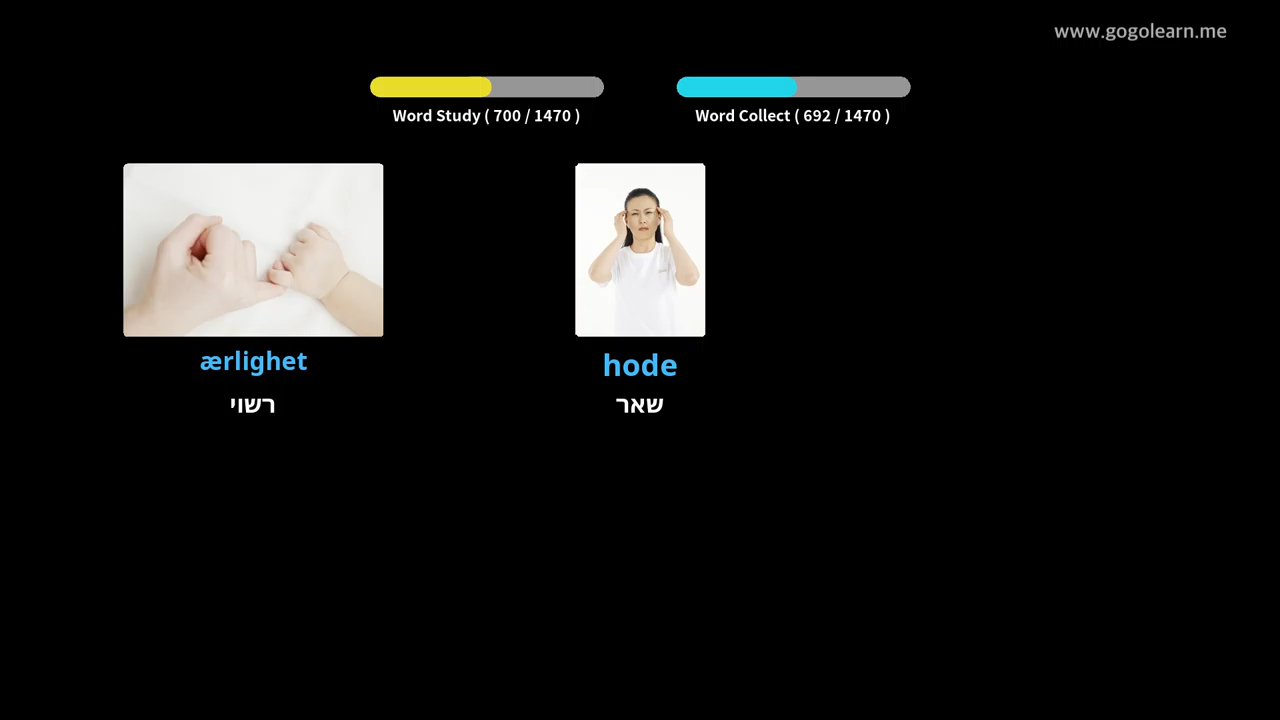 www.gogolearn.me
Word Study ( 700 / 1470 )
Word Collect ( 692 / 1470 )
ærlighet
רשוי
hode
שאר